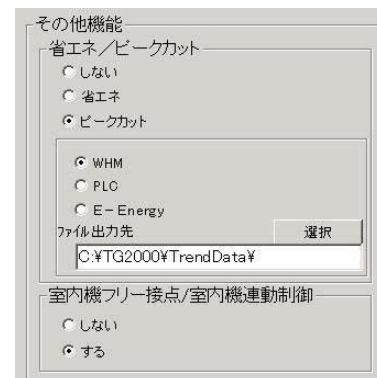 その他機能
省エネ／ピークカット
しない
省エネ
ピークカット
WHM
PLC
E－Energy
ファイル出力先
選択
C:¥TG2000¥TrendData¥
室内機フリー接点/室内機連動制御
しない
する